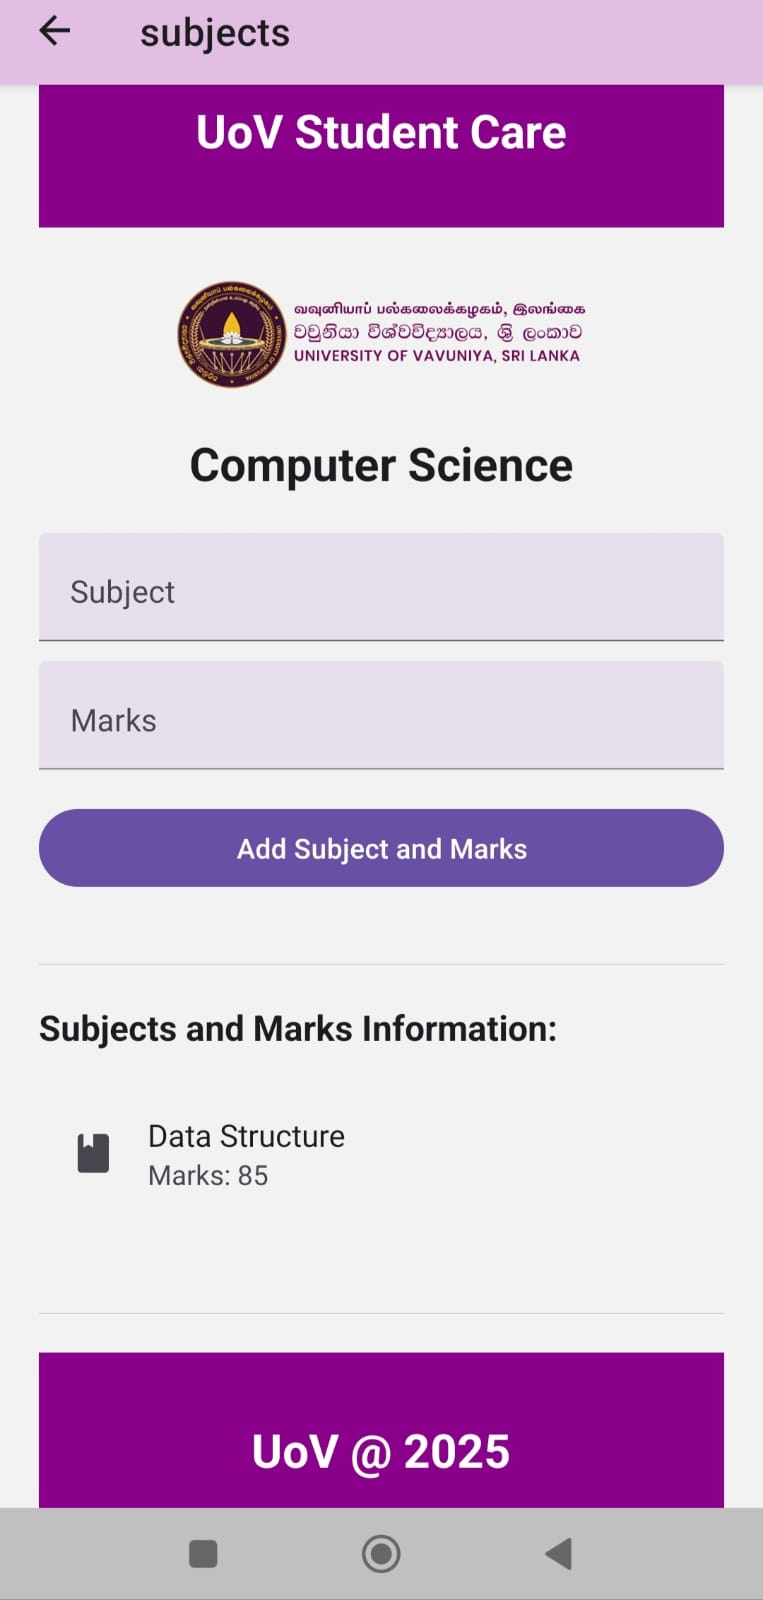 subjects
UoV Student Care
வவுனியாப் பல்கலைக்கழகம், இலங்கை
වවුනියා විශ්වවිද්‍යාලය, ශ්‍රි ලංකාව
UNIVERSITY OF VAVUNIYA, SRI LANKA
Computer Science
Subject
Marks
Add Subject and Marks
Subjects and Marks Information:
Data Structure
Marks: 85
UoV @ 2025